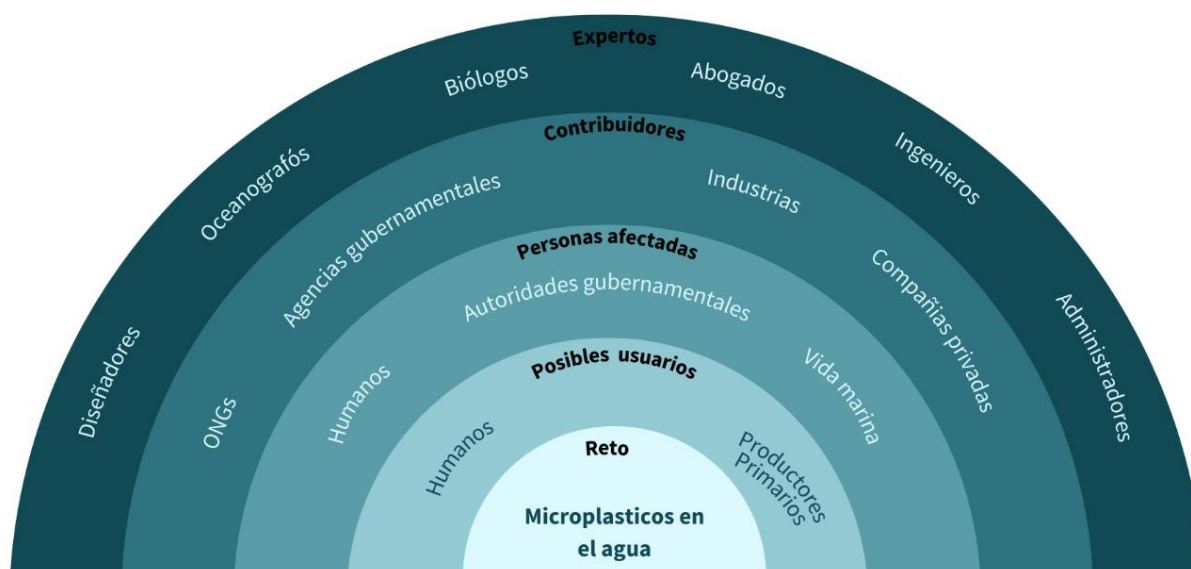 Expertos
Biólogos
Abogados
Oceanografós
Ingenieros
Diseñadores
Administradores
Contribuidores
Agencias gubernamentales
Industrias
ONGs
Compañias privadas
Personas afectadas
Autoridades gubernamentales
Humanos
Vida marina
Posibles usuarios
Humanos
Productores
Primarios
Reto
Microplasticos en
el agua